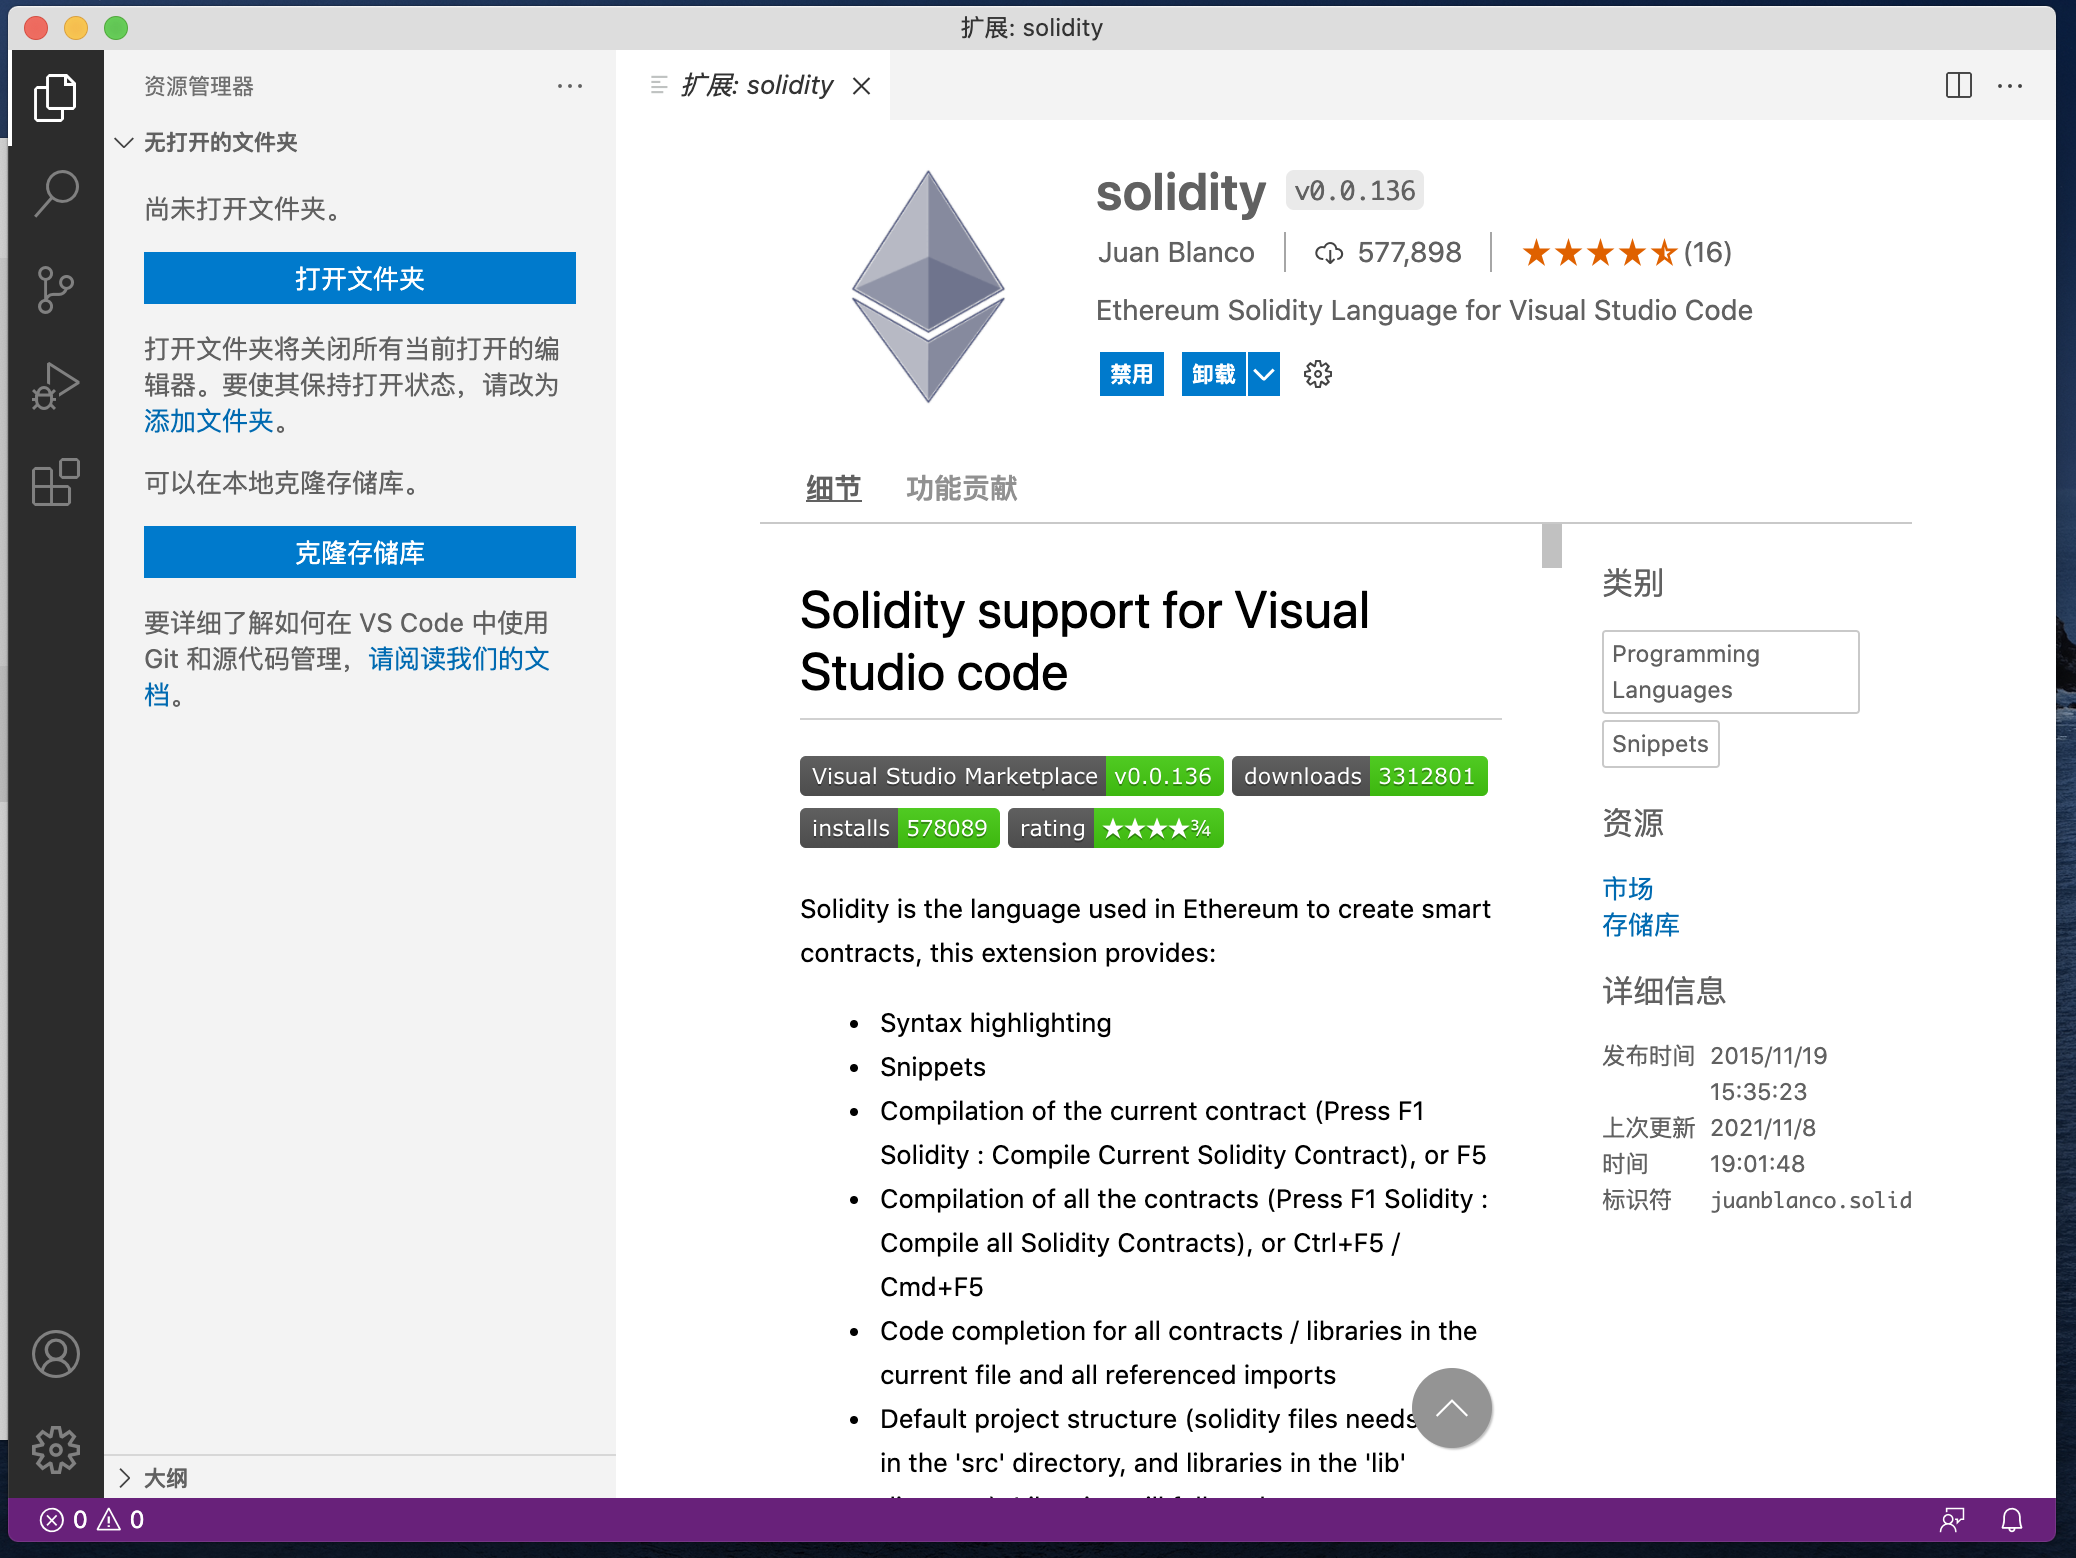 扩展: solidity
资源管理器
无打开的文件夹
尚未打开文件夹。
打开文件夹
打开文件夹将关闭所有当前打开的编
辑器。要使其保持打开状态，请改为
添加文件夹。
可以在本地克隆存储库。
克隆存储库
要详细了解如何在 VS Code 中使用
Git 和源代码管理，请阅读我们的文
档。
大纲
扩展: solidity
solidity v0.0.136
Juan Blanco 577,898 (16)
Ethereum Solidity Language for Visual Studio Code
禁用 卸载
细节 功能贡献
Solidity support for Visual
Studio code
Visual Studio Marketplace v0.0.136 downloads 3312801
installs 578089 rating ★★★★¾
Solidity is the language used in Ethereum to create smart
contracts, this extension provides:
• Syntax highlighting
• Snippets
• Compilation of the current contract (Press F1
Solidity : Compile Current Solidity Contract), or F5
• Compilation of all the contracts (Press F1 Solidity :
Compile all Solidity Contracts), or Ctrl+F5 /
Cmd+F5
• Code completion for all contracts / libraries in the
current file and all referenced imports
• Default project structure (solidity files needs
in the 'src' directory, and libraries in the 'lib'
类别
Programming
Languages
Snippets
资源
市场
存储库
详细信息
发布时间 2015/11/19
15:35:23
上次更新 2021/11/8
时间 19:01:48
标识符 juanblanco.solid
0 0